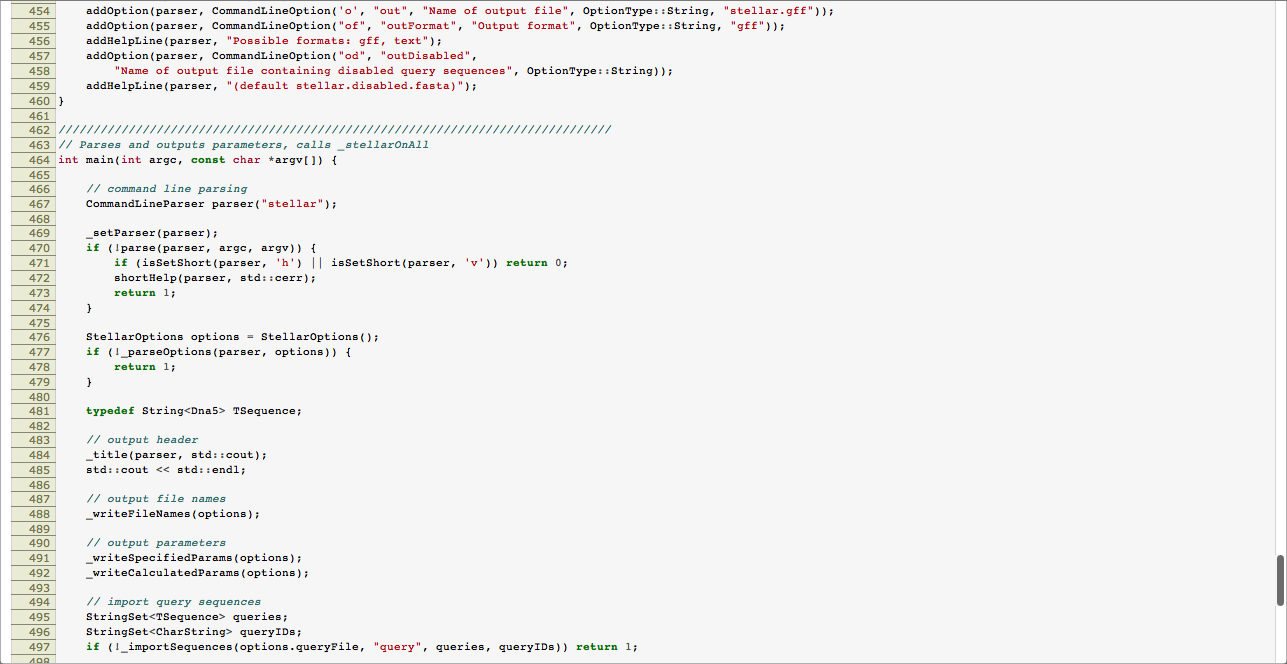 454 addOption(parser, CommandLineOption('o', "out", "Name of output file", OptionType::String, "stellar.gff"));
455 addOption(parser, CommandLineOption("of", "outFormat", "Output format", OptionType::String, "gff"));
456 addHelpLine(parser, "Possible formats: gff, text");
457 addOption(parser, CommandLineOption("od", "outDisabled",
458 "Name of output file containing disabled query sequences", OptionType::String));
459 addHelpLine(parser, "(default stellar.disabled.fasta)");
460 }
461
462 ///////////////////////////////////////////////////////////////////////////////
463 // Parses and outputs parameters, calls _stellarOnAll
464 int main(int argc, const char *argv[]) {
465
466 // command line parsing
467 CommandLineParser parser("stellar");
468
469 _setParser(parser);
470 if (!parse(parser, argc, argv)) {
471 if (isSetShort(parser, 'h') || isSetShort(parser, 'v')) return 0;
472 shortHelp(parser, std::cerr);
473 return 1;
474 }
475
476 StellarOptions options = StellarOptions();
477 if (!_parseOptions(parser, options)) {
478 return 1;
479 }
480
481 typedef String<Dna5> TSequence;
482
483 // output header
484 _title(parser, std::cout);
485 std::cout << std::endl;
486
487 // output file names
488 _writeFileNames(options);
489
490 // output parameters
491 _writeSpecifiedParams(options);
492 _writeCalculatedParams(options);
493
494 // import query sequences
495 StringSet<TSequence> queries;
496 StringSet<CharString> queryIDs;
497 if (!_importSequences(options.queryFile, "query", queries, queryIDs)) return 1;
498